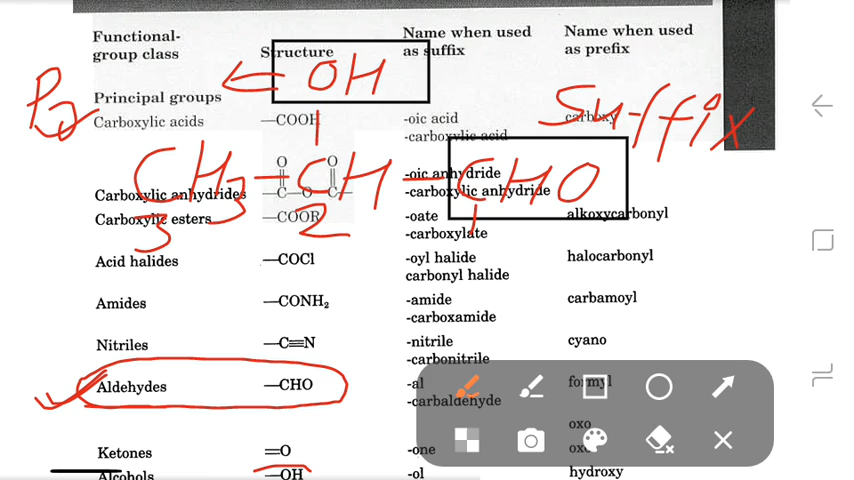 Functional- Name when used Name when used
group class Structure as suffix as prefix
OH
Principal groups
Suffix
Carboxylic acids —COOH -oic acid carboxy
-carboxylic acid
CH3 — CH — CHO
3 2 1
O O -oic anhydride
Carboxylic anhydrides —C—O—C— -carboxylic anhydride
Carboxylic esters —COOR -oate alkoxycarbonyl
-carboxylate
Acid halides —COCl -oyl halide halocarbonyl
carbonyl halide
Amides —CONH₂ -amide carbamoyl
-carboxamide
Nitriles —C≡N -nitrile cyano
-carbonitrile
Aldehydes —CHO -al formyl
-carbaldehyde
oxo
Ketones =O -one oxo
Alcohols —OH -ol hydroxy